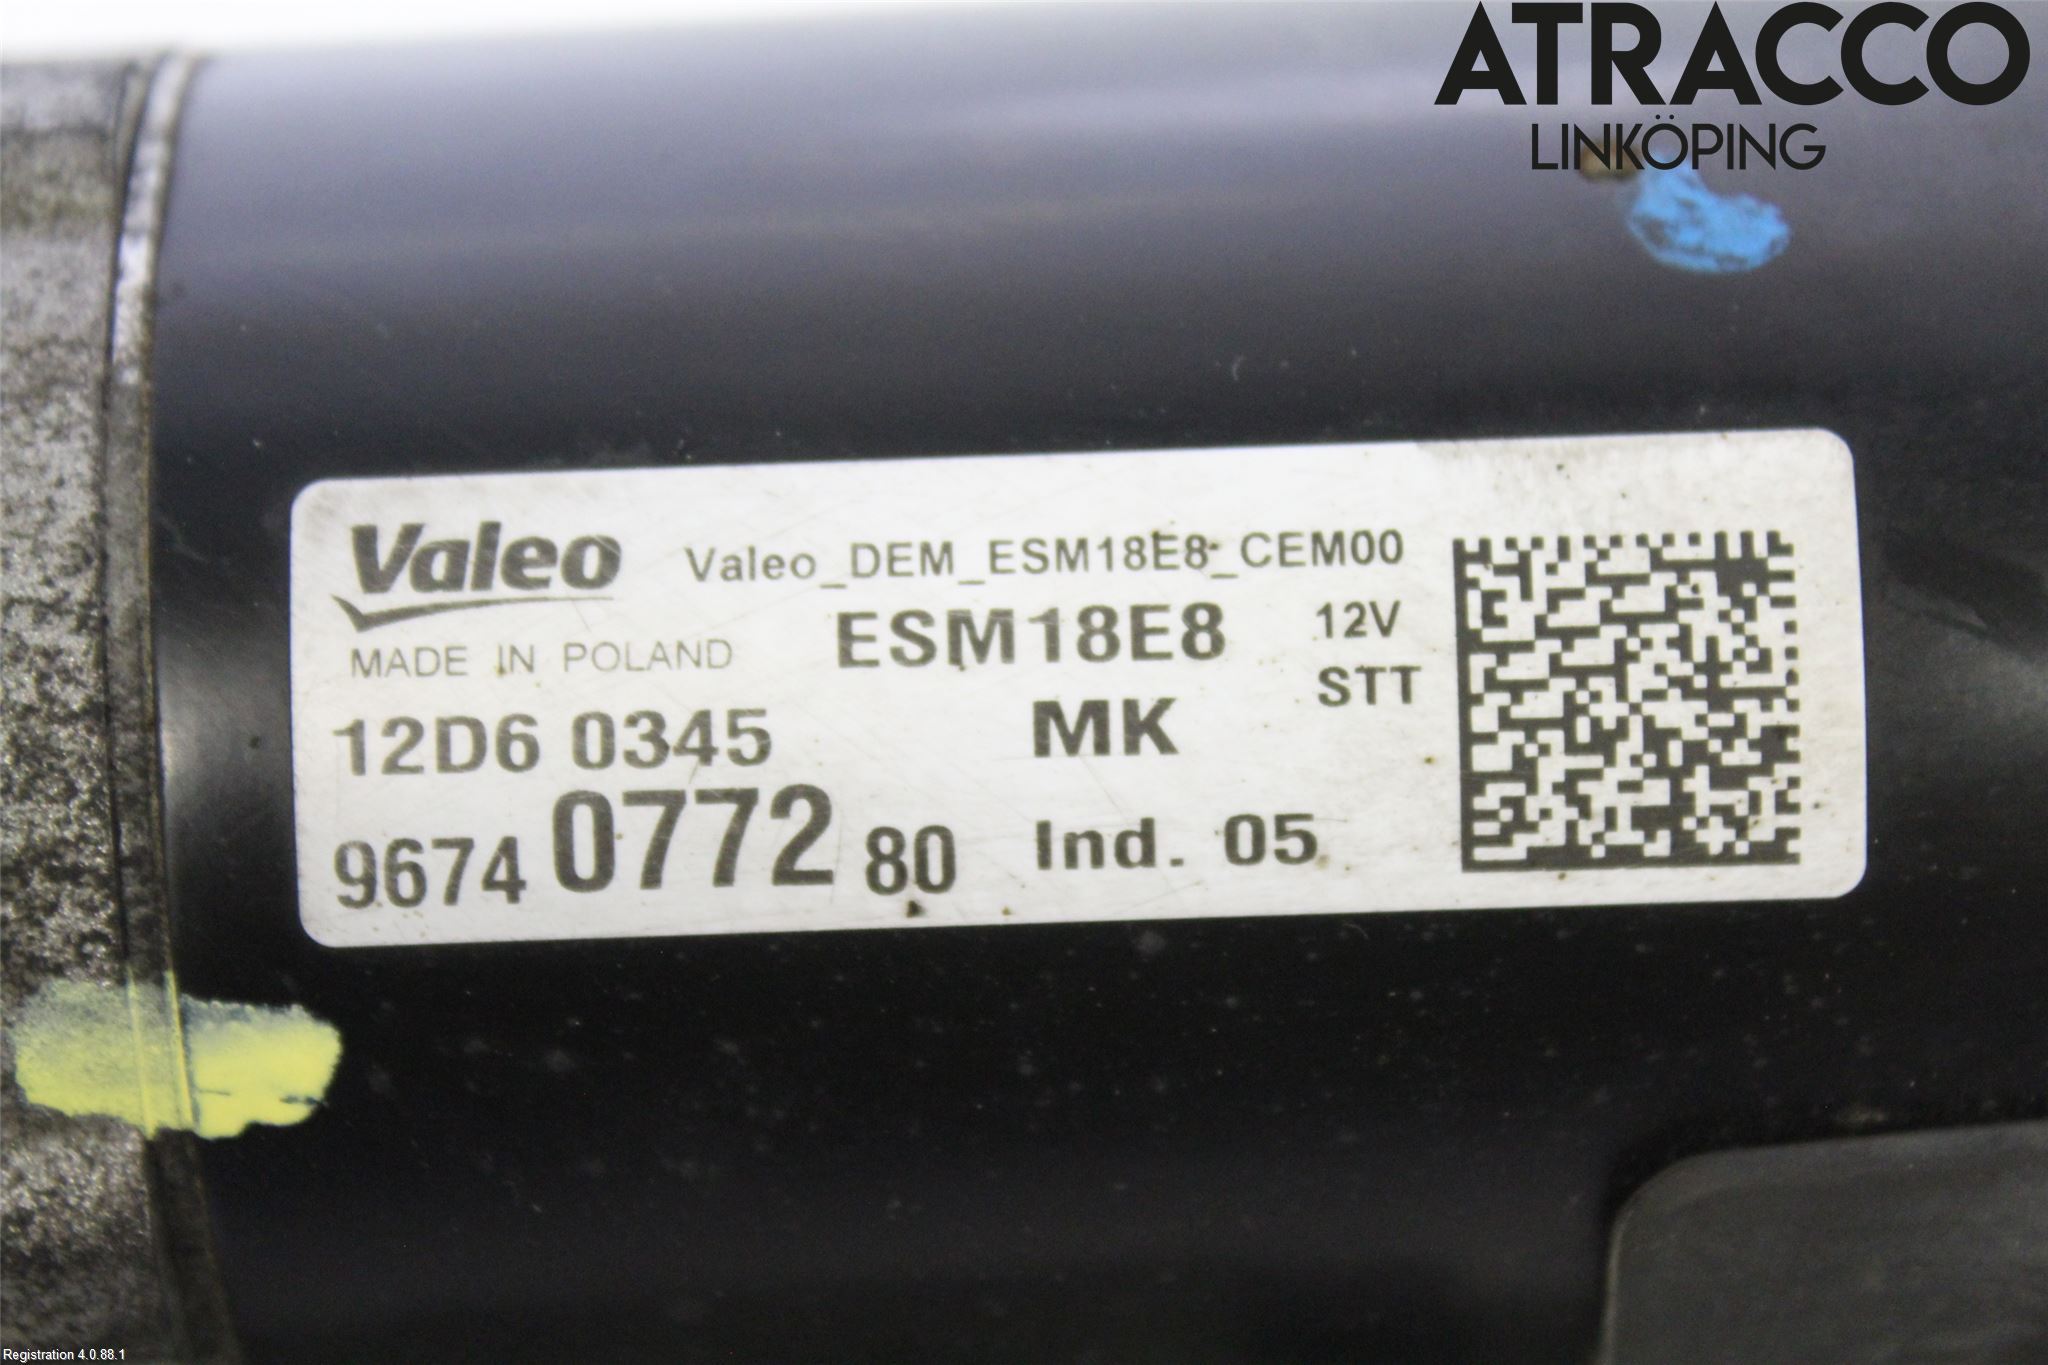 ATRACCO
LINKÖPING
Valeo Valeo_DEM_ESM18E8_CEM00
MADE IN POLAND ESM18E8 12V
12D6 0345 MK STT
9674 0772 80 Ind. 05
Registration 4.0.88.1